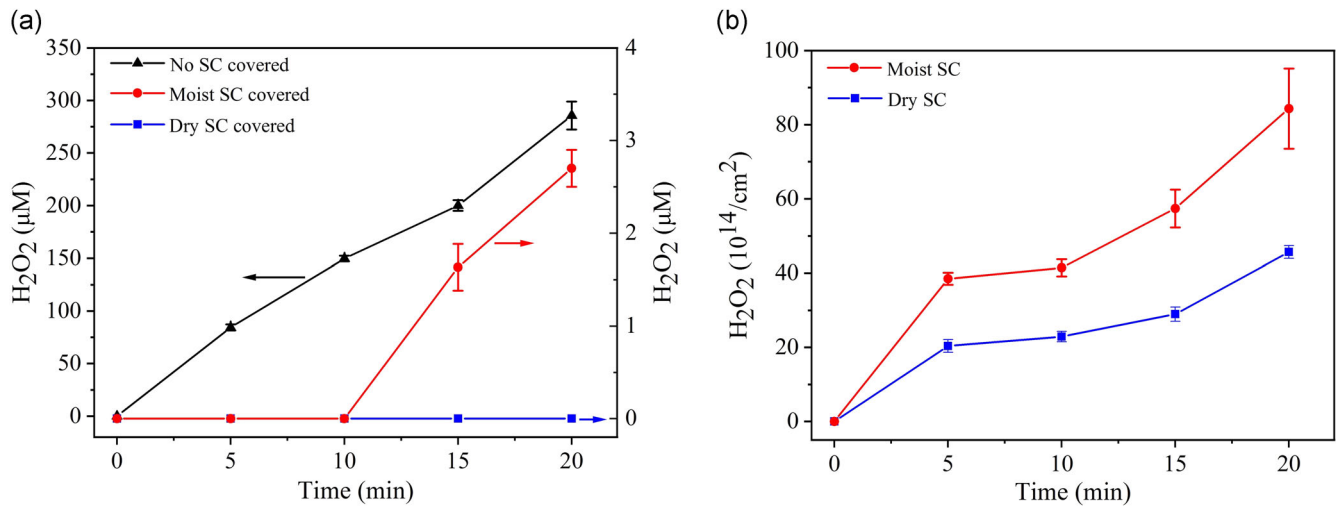 (a)
350
300
250
200
150
100
50
0
H₂O₂ (μM)
No SC covered
Moist SC covered
Dry SC covered
4
3
2
1
0
H₂O₂ (μM)
0 5 10 15 20
Time (min)
(b)
100
80
60
40
20
0
H₂O₂ (10¹⁴/cm²)
Moist SC
Dry SC
0 5 10 15 20
Time (min)